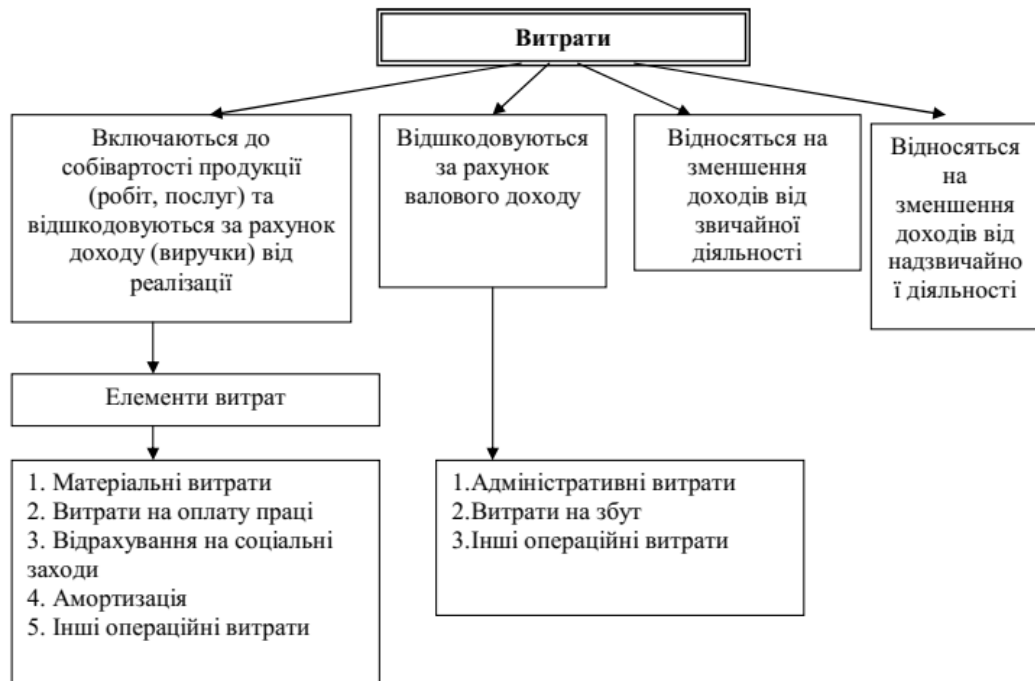 Витрати
Включаються до
собівартості продукції
(робіт, послуг) та
відшкодовуються за рахунок
доходу (виручки) від
реалізації
Відшкодовуються
за рахунок
валового доходу
Відносяться на
зменшення
доходів від
звичайної
діяльності
Відносяться
на
зменшення
доходів від
надзвичайно
ї діяльності
Елементи витрат
1. Матеріальні витрати
2. Витрати на оплату праці
3. Відрахування на соціальні
заходи
4. Амортизація
5. Інші операційні витрати
1.Адміністративні витрати
2.Витрати на збут
3.Інші операційні витрати